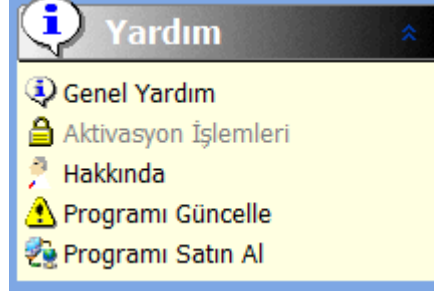 Yardım
Genel Yardım
Aktivasyon İşlemleri
Hakkında
Programı Güncelle
Programı Satın Al